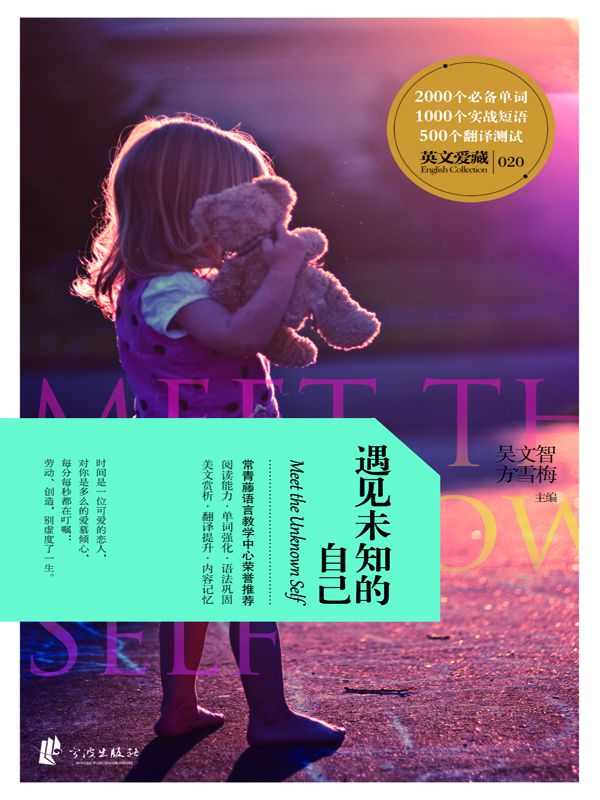 2000个必备单词
1000个实战短语
500个翻译测试
英文爱藏 020
English Collection
MEET TH
OW
SELF
吴文智
方雪梅
主编
遇见未知的
自己
Meet the Unknown Self
常青藤语言教学中心荣誉推荐
阅读能力·单词强化·语法巩固
美文赏析·翻译提升·内容记忆
时间是一位可爱的恋人，
对你是多么的爱慕倾心，
每分每秒都在叮嘱：
劳动，创造，别虚度了一生。
宁波出版社
NINGBO PUBLISHING HOUSE